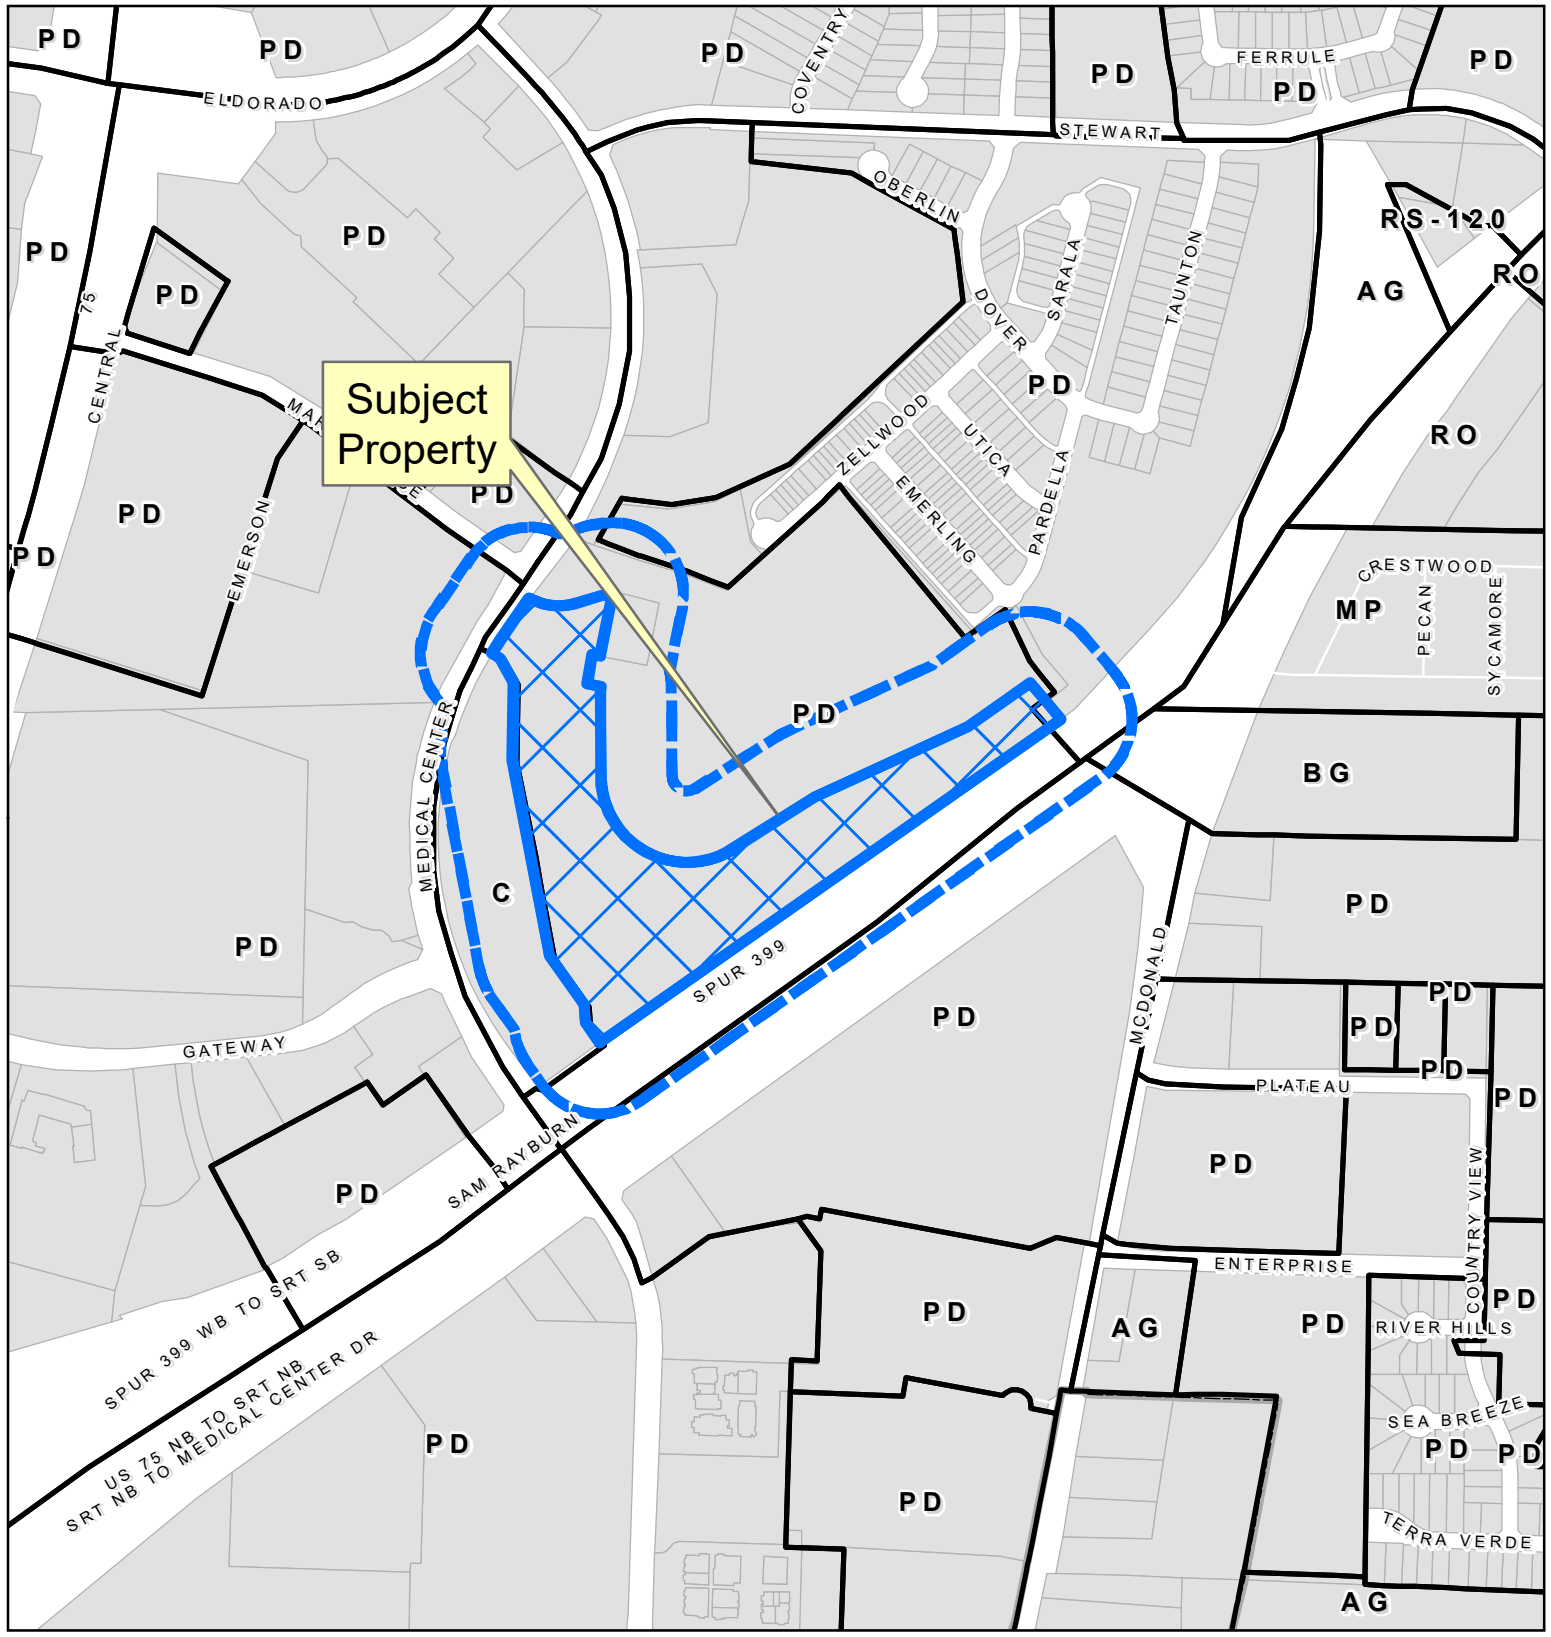 PD
PD
PD
COVENTRY
PD
FERRULE
PD
PD
ELDORADO
STEWART
OBERLIN
RS-120
PD
PD
SARALA
TAUNTON
RO
AG
PD
75
DOVER
CENTRAL
PD
Subject
Property
ZELLWOOD
UTICA
RO
PD
PD
EMERSON
EMERLING
PARDELLA
PD
CRESTWOOD
MP
PECAN
SYCAMORE
PD
MEDICAL CENTER
BG
C
PD
PD
SPUR 399
MCDONALD
PD
PD
PD
PD
GATEWAY
PLATEAU
PD
PD
SAM RAYBURN
PD
PD
COUNTRY VIEW
SPUR 399 WB TO SRT SB
ENTERPRISE
PD
PD
AG
PD
RIVER HILLS
US 75 NB TO SRT NB
SRT NB TO MEDICAL CENTER DR
SEA BREEZE
PD
PD
PD
PD
TERRA VERDE
AG